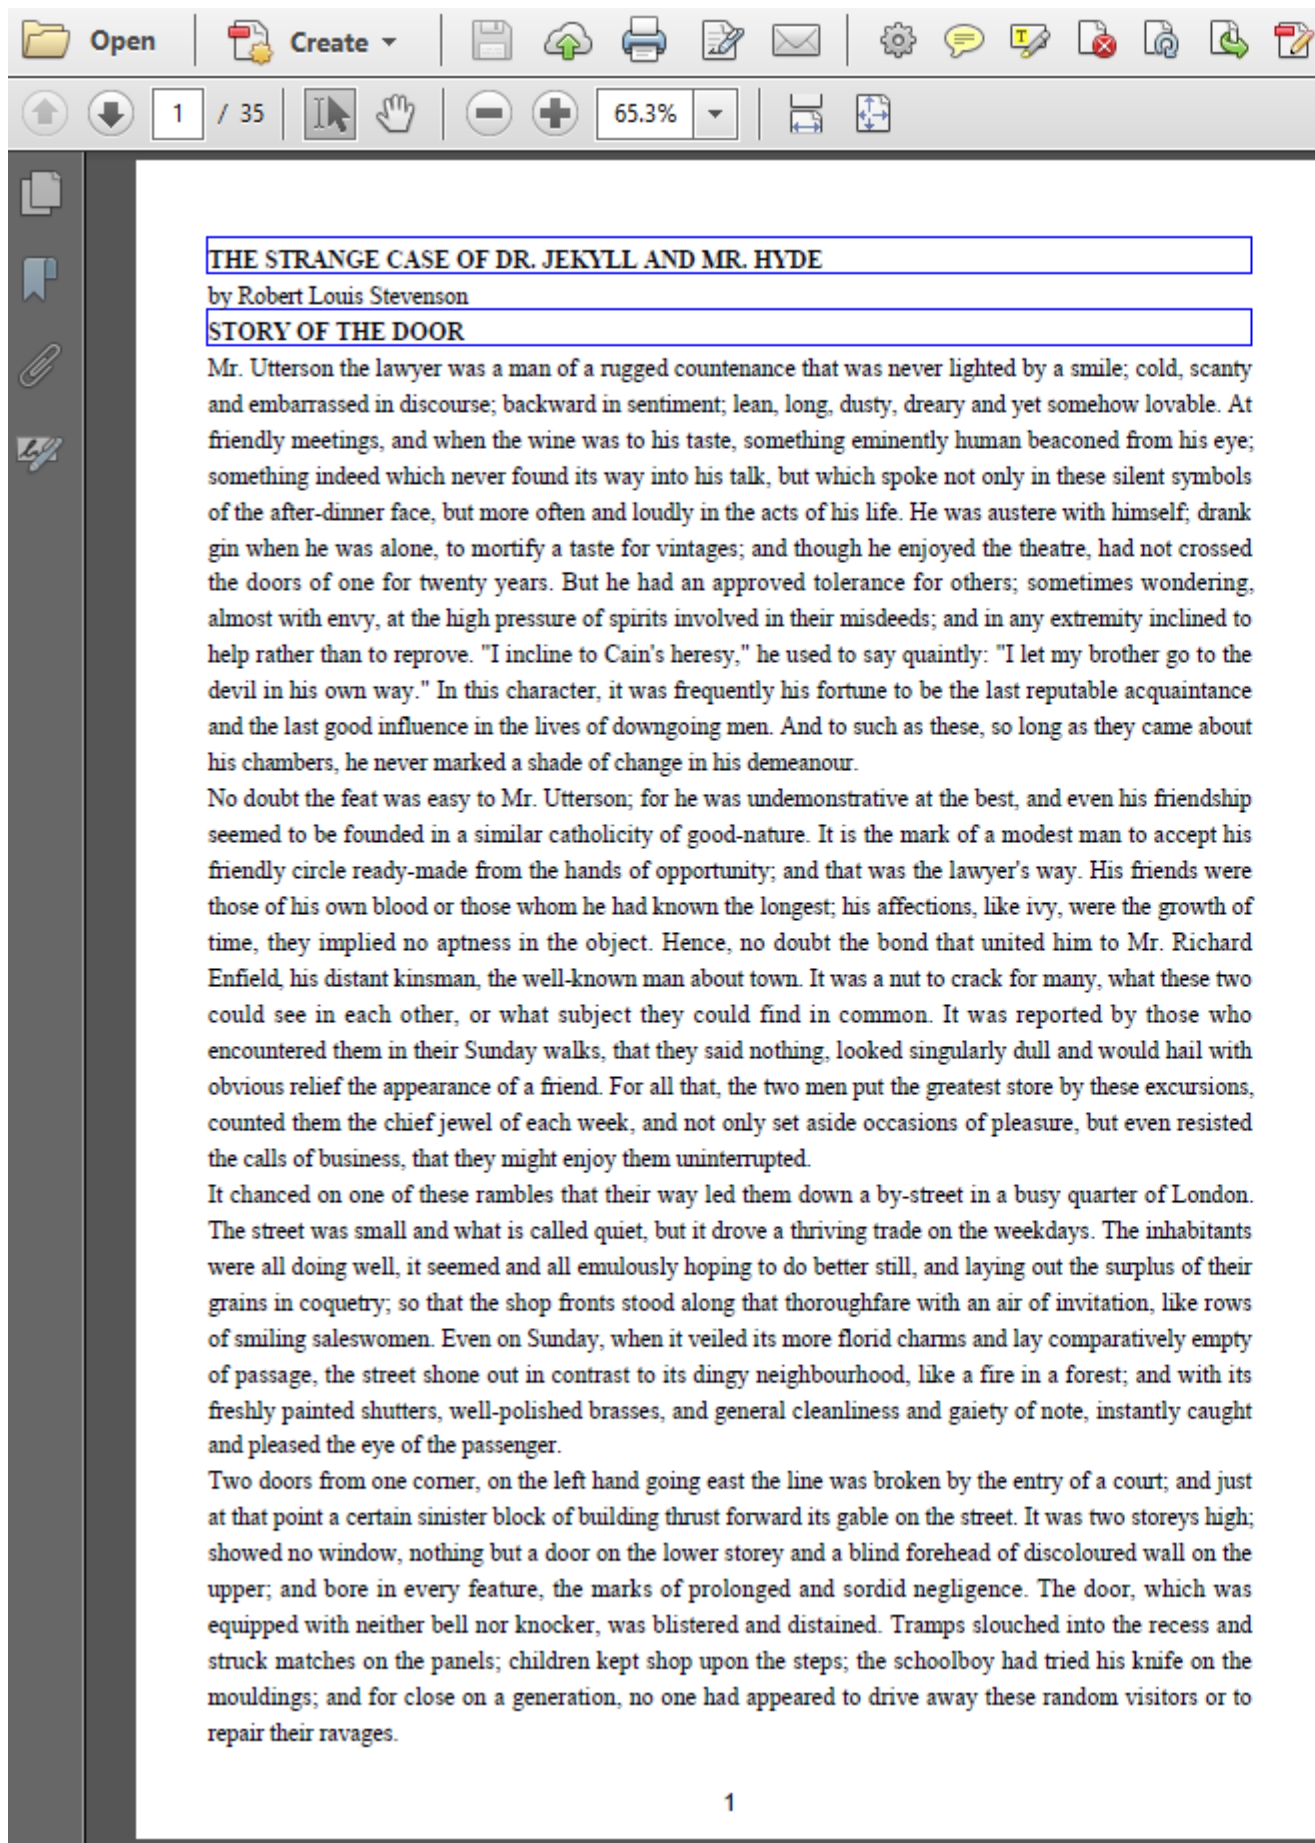 Open
Create
1 / 35
65.3%
THE STRANGE CASE OF DR. JEKYLL AND MR. HYDE
by Robert Louis Stevenson
STORY OF THE DOOR
Mr. Utterson the lawyer was a man of a rugged countenance that was never lighted by a smile; cold, scanty
and embarrassed in discourse; backward in sentiment; lean, long, dusty, dreary and yet somehow lovable. At
friendly meetings, and when the wine was to his taste, something eminently human beaconed from his eye;
something indeed which never found its way into his talk, but which spoke not only in these silent symbols
of the after-dinner face, but more often and loudly in the acts of his life. He was austere with himself; drank
gin when he was alone, to mortify a taste for vintages; and though he enjoyed the theatre, had not crossed
the doors of one for twenty years. But he had an approved tolerance for others; sometimes wondering,
almost with envy, at the high pressure of spirits involved in their misdeeds; and in any extremity inclined to
help rather than to reprove. "I incline to Cain's heresy," he used to say quaintly: "I let my brother go to the
devil in his own way." In this character, it was frequently his fortune to be the last reputable acquaintance
and the last good influence in the lives of downgoing men. And to such as these, so long as they came about
his chambers, he never marked a shade of change in his demeanour.
No doubt the feat was easy to Mr. Utterson; for he was undemonstrative at the best, and even his friendship
seemed to be founded in a similar catholicity of good-nature. It is the mark of a modest man to accept his
friendly circle ready-made from the hands of opportunity; and that was the lawyer's way. His friends were
those of his own blood or those whom he had known the longest; his affections, like ivy, were the growth of
time, they implied no aptness in the object. Hence, no doubt the bond that united him to Mr. Richard
Enfield, his distant kinsman, the well-known man about town. It was a nut to crack for many, what these two
could see in each other, or what subject they could find in common. It was reported by those who
encountered them in their Sunday walks, that they said nothing, looked singularly dull and would hail with
obvious relief the appearance of a friend. For all that, the two men put the greatest store by these excursions,
counted them the chief jewel of each week, and not only set aside occasions of pleasure, but even resisted
the calls of business, that they might enjoy them uninterrupted.
It chanced on one of these rambles that their way led them down a by-street in a busy quarter of London.
The street was small and what is called quiet, but it drove a thriving trade on the weekdays. The inhabitants
were all doing well, it seemed and all emulously hoping to do better still, and laying out the surplus of their
grains in coquetry; so that the shop fronts stood along that thoroughfare with an air of invitation, like rows
of smiling saleswomen. Even on Sunday, when it veiled its more florid charms and lay comparatively empty
of passage, the street shone out in contrast to its dingy neighbourhood, like a fire in a forest; and with its
freshly painted shutters, well-polished brasses, and general cleanliness and gaiety of note, instantly caught
and pleased the eye of the passenger.
Two doors from one corner, on the left hand going east the line was broken by the entry of a court; and just
at that point a certain sinister block of building thrust forward its gable on the street. It was two storeys high;
showed no window, nothing but a door on the lower storey and a blind forehead of discoloured wall on the
upper; and bore in every feature, the marks of prolonged and sordid negligence. The door, which was
equipped with neither bell nor knocker, was blistered and distained. Tramps slouched into the recess and
struck matches on the panels; children kept shop upon the steps; the schoolboy had tried his knife on the
mouldings; and for close on a generation, no one had appeared to drive away these random visitors or to
repair their ravages.
1